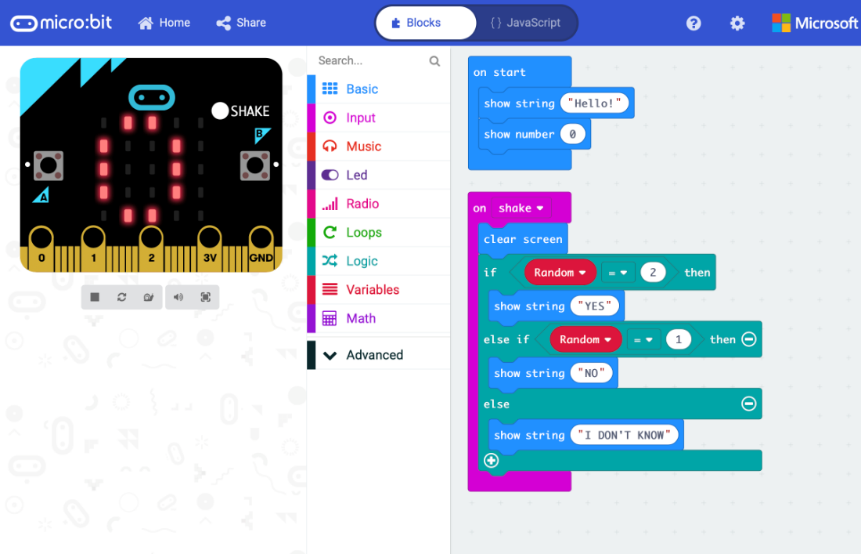 micro:bit Home Share Blocks {} JavaScript ? Microsoft
SHAKE
B
A
0 1 2 3V GND
Search...
Basic
Input
Music
Led
Radio
Loops
Logic
Variables
Math
Advanced
on start
show string "Hello!"
show number 0
on shake
clear screen
if Random = 2 then
show string "YES"
else if Random = 1 then
show string "NO"
else
show string "I DON'T KNOW"